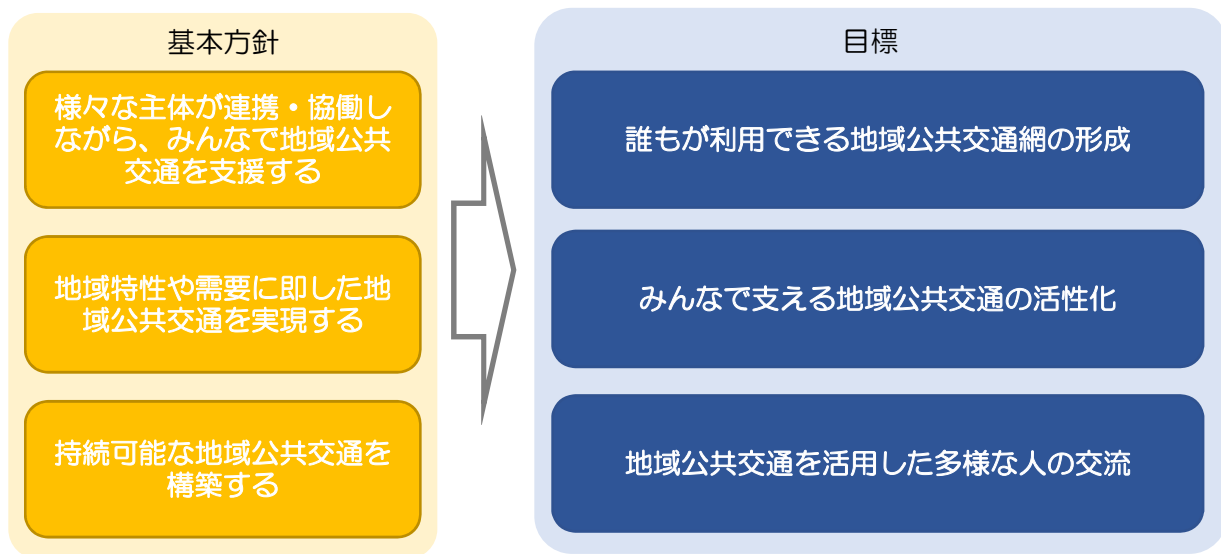 基本方針
様々な主体が連携・協働し
ながら、みんなで地域公共
交通を支援する
地域特性や需要に即した地
域公共交通を実現する
持続可能な地域公共交通を
構築する
目標
誰もが利用できる地域公共交通網の形成
みんなで支える地域公共交通の活性化
地域公共交通を活用した多様な人の交流